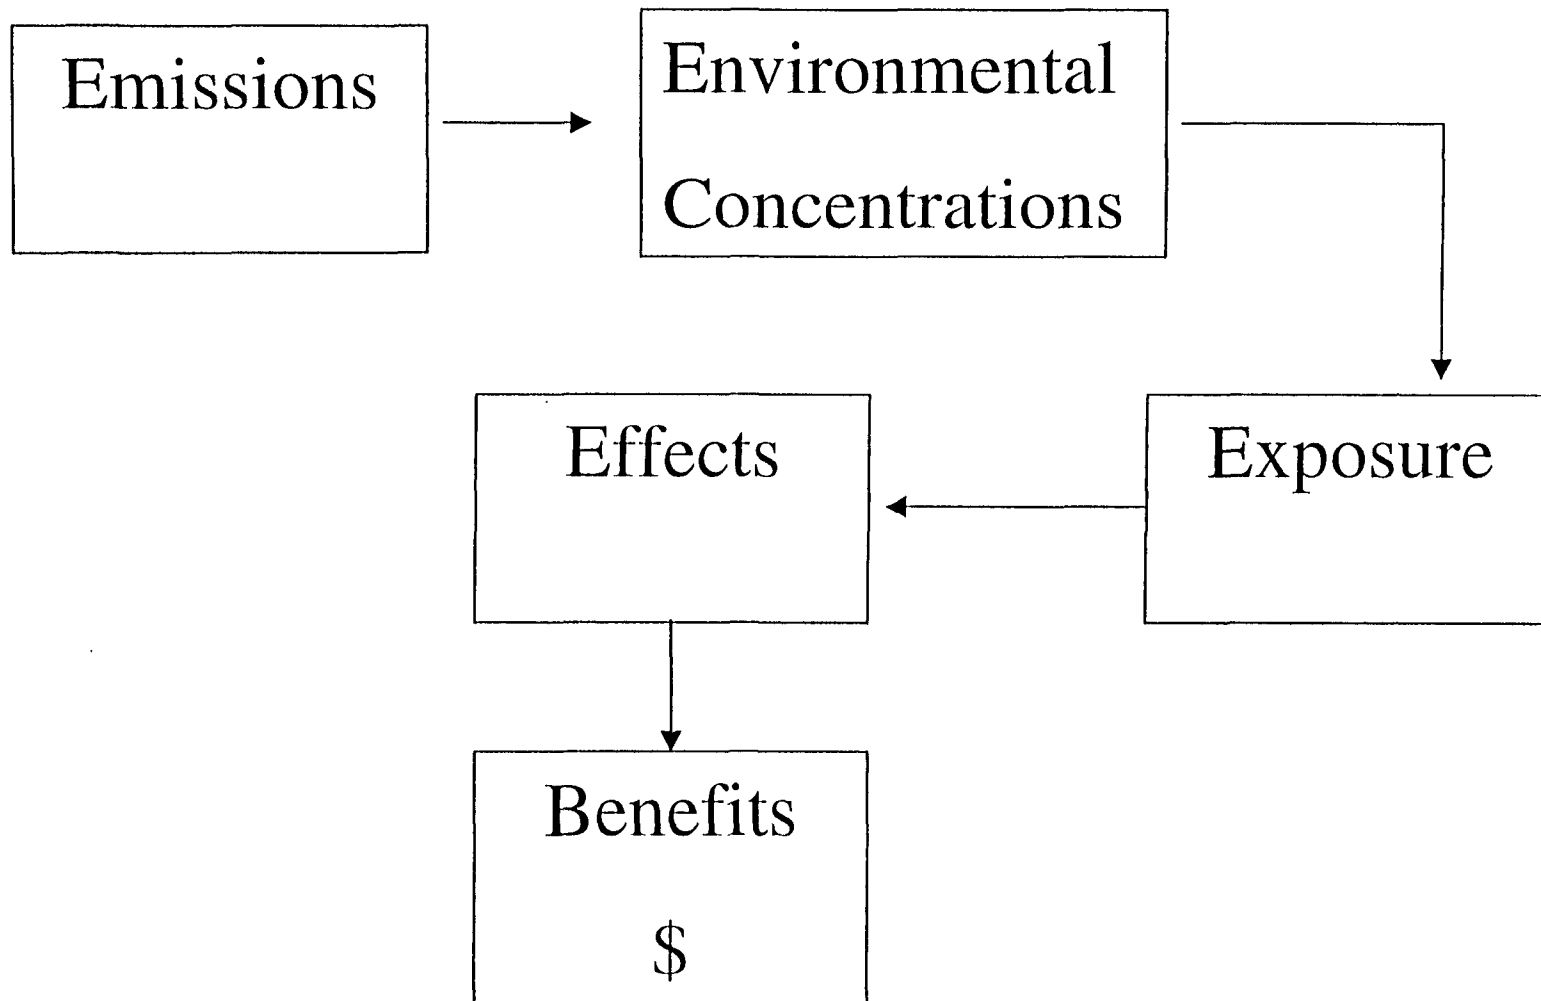 Emissions
Environmental
Concentrations
Exposure
Effects
Benefits
$